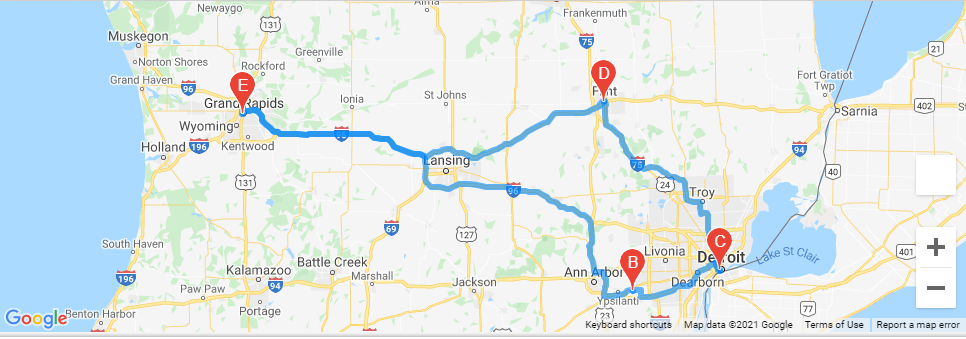 Newaygo
Alma
Frankenmuth
131
Muskegon
Greenville
75
21
Norton Shores
Rockford
D
Fort Gratiot
Twp
Grand Haven
96
E
Ionia
St Johns
Flint
Grand Rapids
402
Sarnia
Wyoming
196
Kentwood
96
Holland
94
Lansing
75
40
131
24
Troy
96
69
127
C
401
South Haven
Livonia
Detroit
Lake St Clair
196
Battle Creek
B
Kalamazoo
Ann Arbor
94
Marshall
Jackson
Dearborn
Paw Paw
Ypsilanti
Portage
23
77
Benton Harbor
Google
Keyboard shortcuts
Map data ©2021 Google
Terms of Use
Report a map error